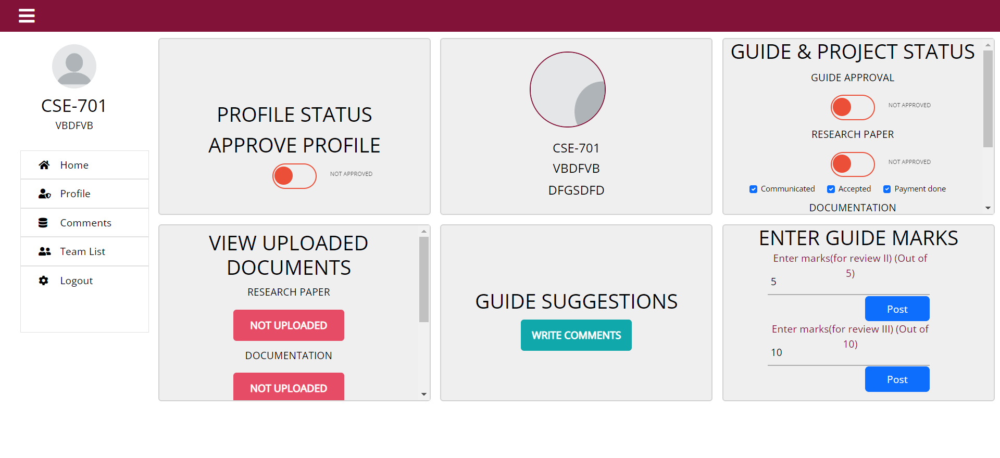 CSE-701
VBDFVB
Home
Profile
Comments
Team List
Logout
PROFILE STATUS
APPROVE PROFILE
NOT APPROVED
CSE-701
VBDFVB
DFGSDFD
GUIDE & PROJECT STATUS
GUIDE APPROVAL
NOT APPROVED
RESEARCH PAPER
NOT APPROVED
Communicated Accepted Payment done
DOCUMENTATION
VIEW UPLOADED
DOCUMENTS
RESEARCH PAPER
NOT UPLOADED
DOCUMENTATION
NOT UPLOADED
GUIDE SUGGESTIONS
WRITE COMMENTS
ENTER GUIDE MARKS
Enter marks(for review II) (Out of
5)
5
Post
Enter marks(for review III) (Out of
10)
10
Post